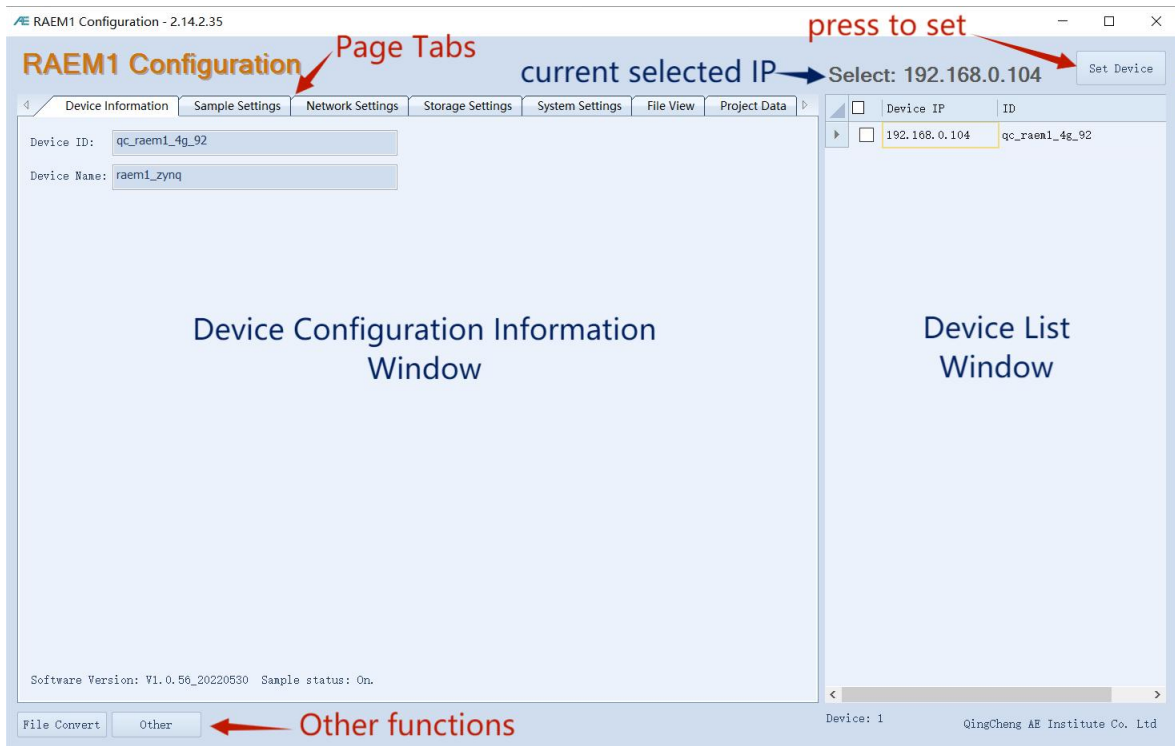 RAEM1 Configuration - 2.14.2.35
press to set
RAEM1 Configuration
Page Tabs
current selected IP
Select: 192.168.0.104
Set Device
Device Information
Sample Settings
Network Settings
Storage Settings
System Settings
File View
Project Data
Device IP
ID
Device ID:
qc_raem1_4g_92
192.168.0.104
qc_raem1_4g_92
Device Name:
raem1_zynq
Device Configuration Information
Window
Device List
Window
Software Version: V1.0.56_20220530 Sample status: On.
File Convert
Other
Other functions
Device: 1
QingCheng AE Institute Co. Ltd